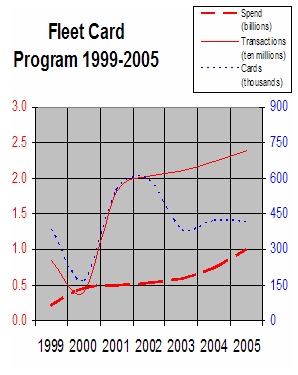 Fleet Card
Program 1999-2005
Spend
(billions)
Transactions
(ten millions)
Cards
(thousands)
3.0
2.5
2.0
1.5
1.0
0.5
0.0
900
750
600
450
300
150
0
1999 2000 2001 2002 2003 2004 2005